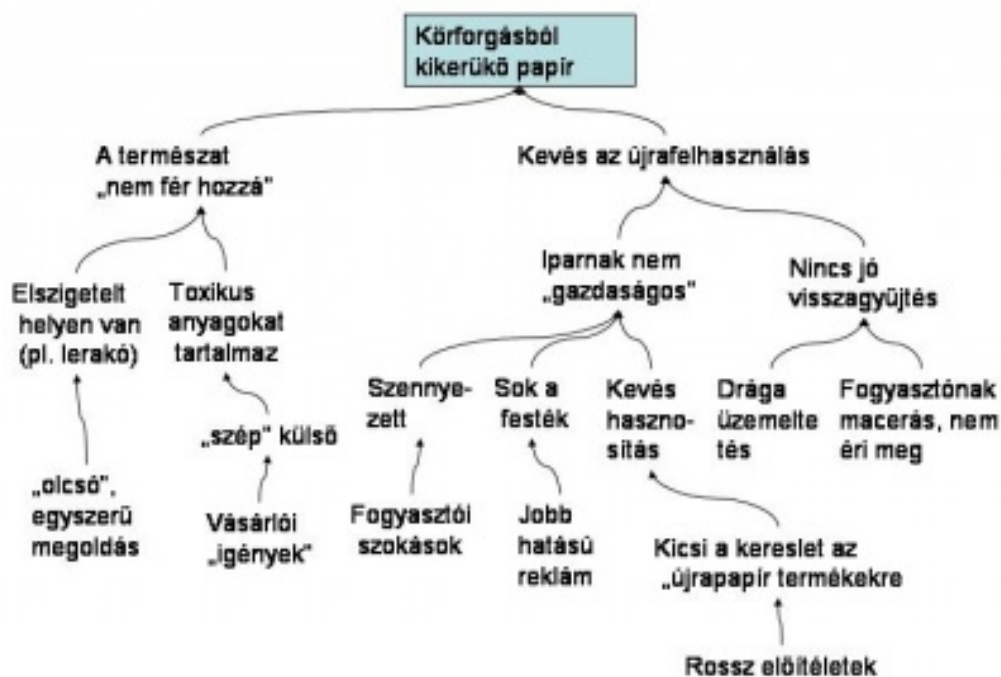 Körforgásból
kikerükő papír
A természat
„nem fér hozzá"
Kevés az újrafelhasználás
Elszigetelt
helyen van
(pl. lerakó)
Toxikus
anyagokat
tartalmaz
Iparnak nem
„gazdaságos"
Nincs jó
visszagyűjtés
„szép" külső
Szennye-
zett
Sok a
festék
Kevés
haszno-
sítás
Drága
üzemelte
tés
Fogyasztónak
macerás, nem
éri meg
„olcsó",
egyszerű
megoldás
Vásárlói
„igények"
Fogyasztói
szokások
Jobb
hatású
reklám
Kicsi a kereslet az
„újrapapír termékekre
Rossz előítéletek